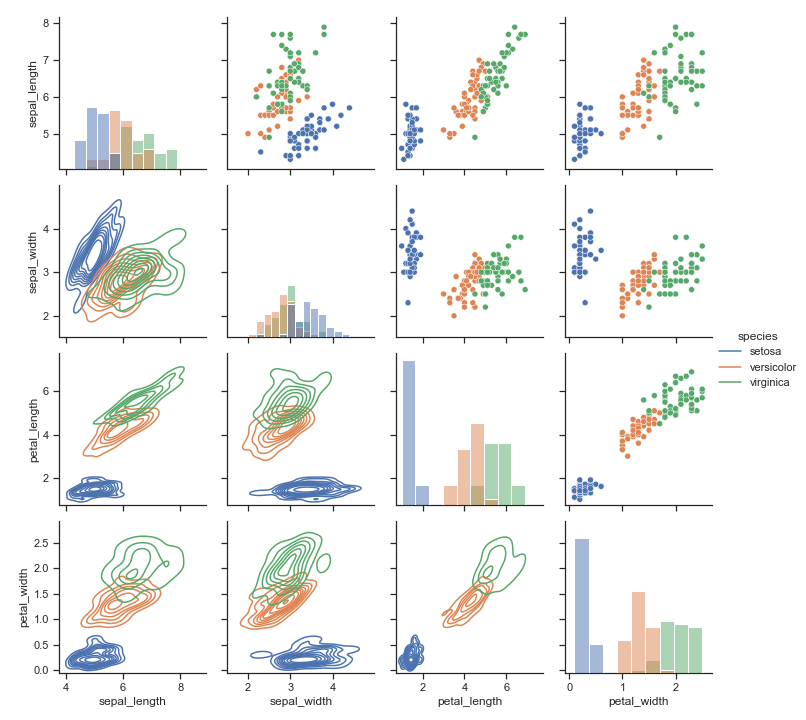 8
7
6
5
sepal_length
4
3
2
sepal_width
species
setosa
versicolor
virginica
6
4
2
petal_length
2.5
2.0
1.5
1.0
0.5
0.0
petal_width
4 6 8
2 3 4
2 4 6
0 1 2
sepal_length sepal_width petal_length petal_width